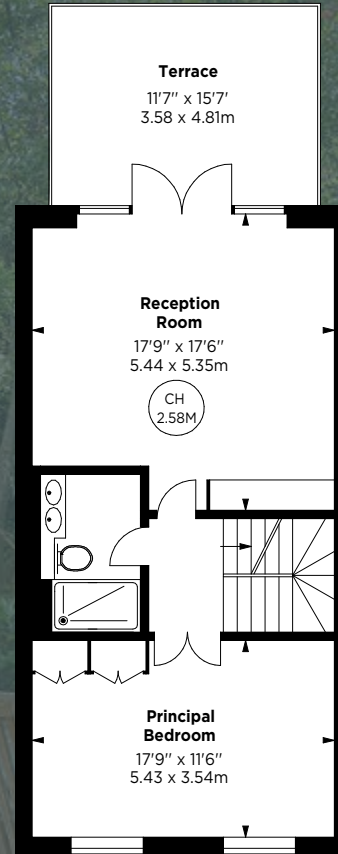 Terrace
11'7" x 15'7'
3.58 x 4.81m
Reception
Room
17'9" x 17'6"
5.44 x 5.35m
CH
2.58M
Principal
Bedroom
17'9" x 11'6"
5.43 x 3.54m